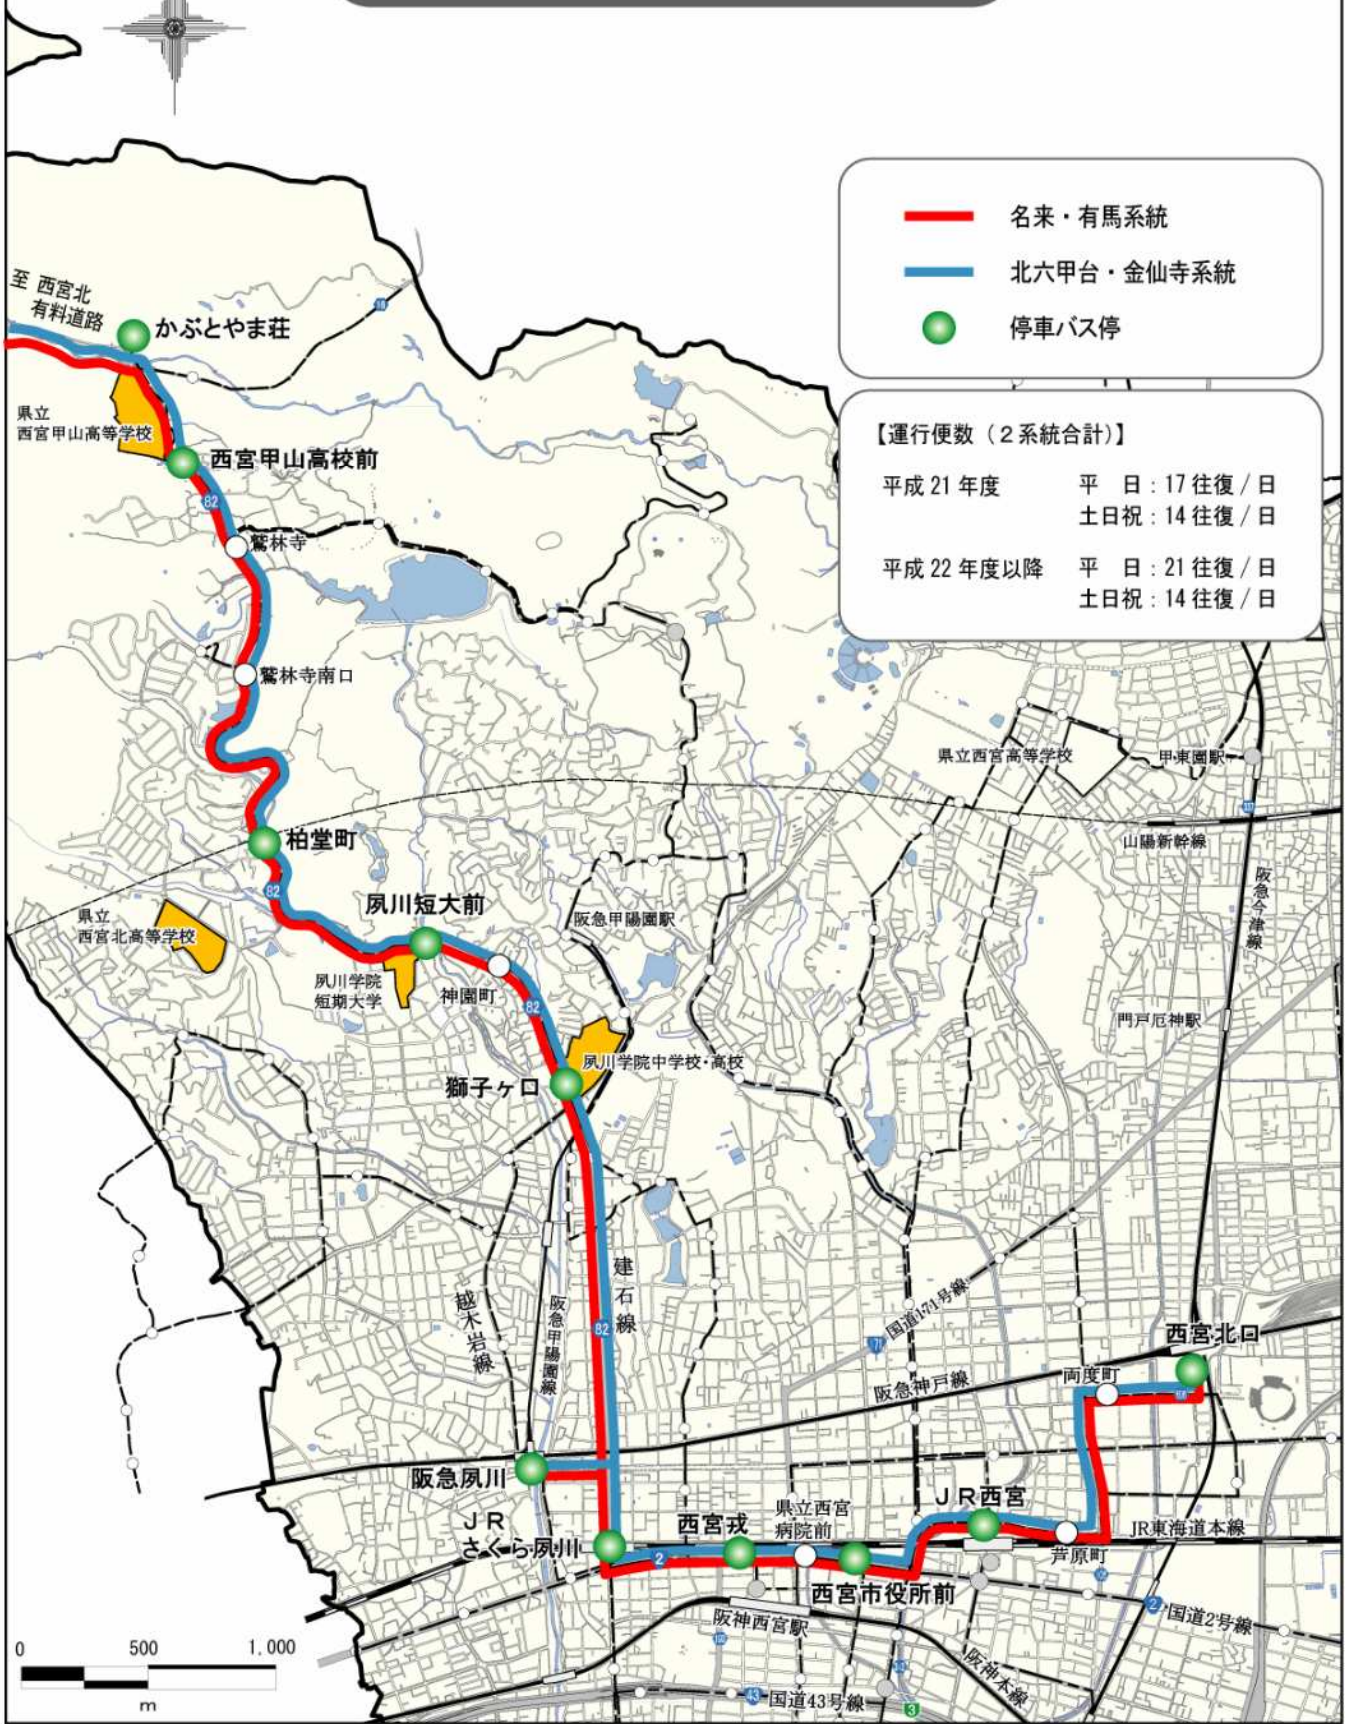 名来・有馬系統
北六甲台・金仙寺系統
停車バス停
【運行便数（２系統合計）】
平成 21 年度　平　日：17 往復 / 日
土日祝：14 往復 / 日
平成 22 年度以降　平　日：21 往復 / 日
土日祝：14 往復 / 日
至 西宮北
有料道路
かぶとやま荘
16
県立
西宮甲山高等学校
西宮甲山高校前
82
鷲林寺
鷲林寺南口
県立西宮高等学校
甲東園駅
山陽新幹線
阪急今津線
柏堂町
82
夙川短大前
阪急甲陽園駅
県立
西宮北高等学校
夙川学院
短期大学
神園町
82
門戸厄神駅
夙川学院中学校・高校
獅子ヶ口
建石線
越木岩線
阪急甲陽園線
82
国道171号線
西宮北口
両度町
阪急神戸線
阪急夙川
ＪＲ
さくら夙川
西宮戎
県立西宮
病院前
ＪＲ西宮
JR東海道本線
芦原町
2
西宮市役所前
阪神西宮駅
2
国道2号線
阪神本線
43
国道43号線
3
0
500
1,000
m